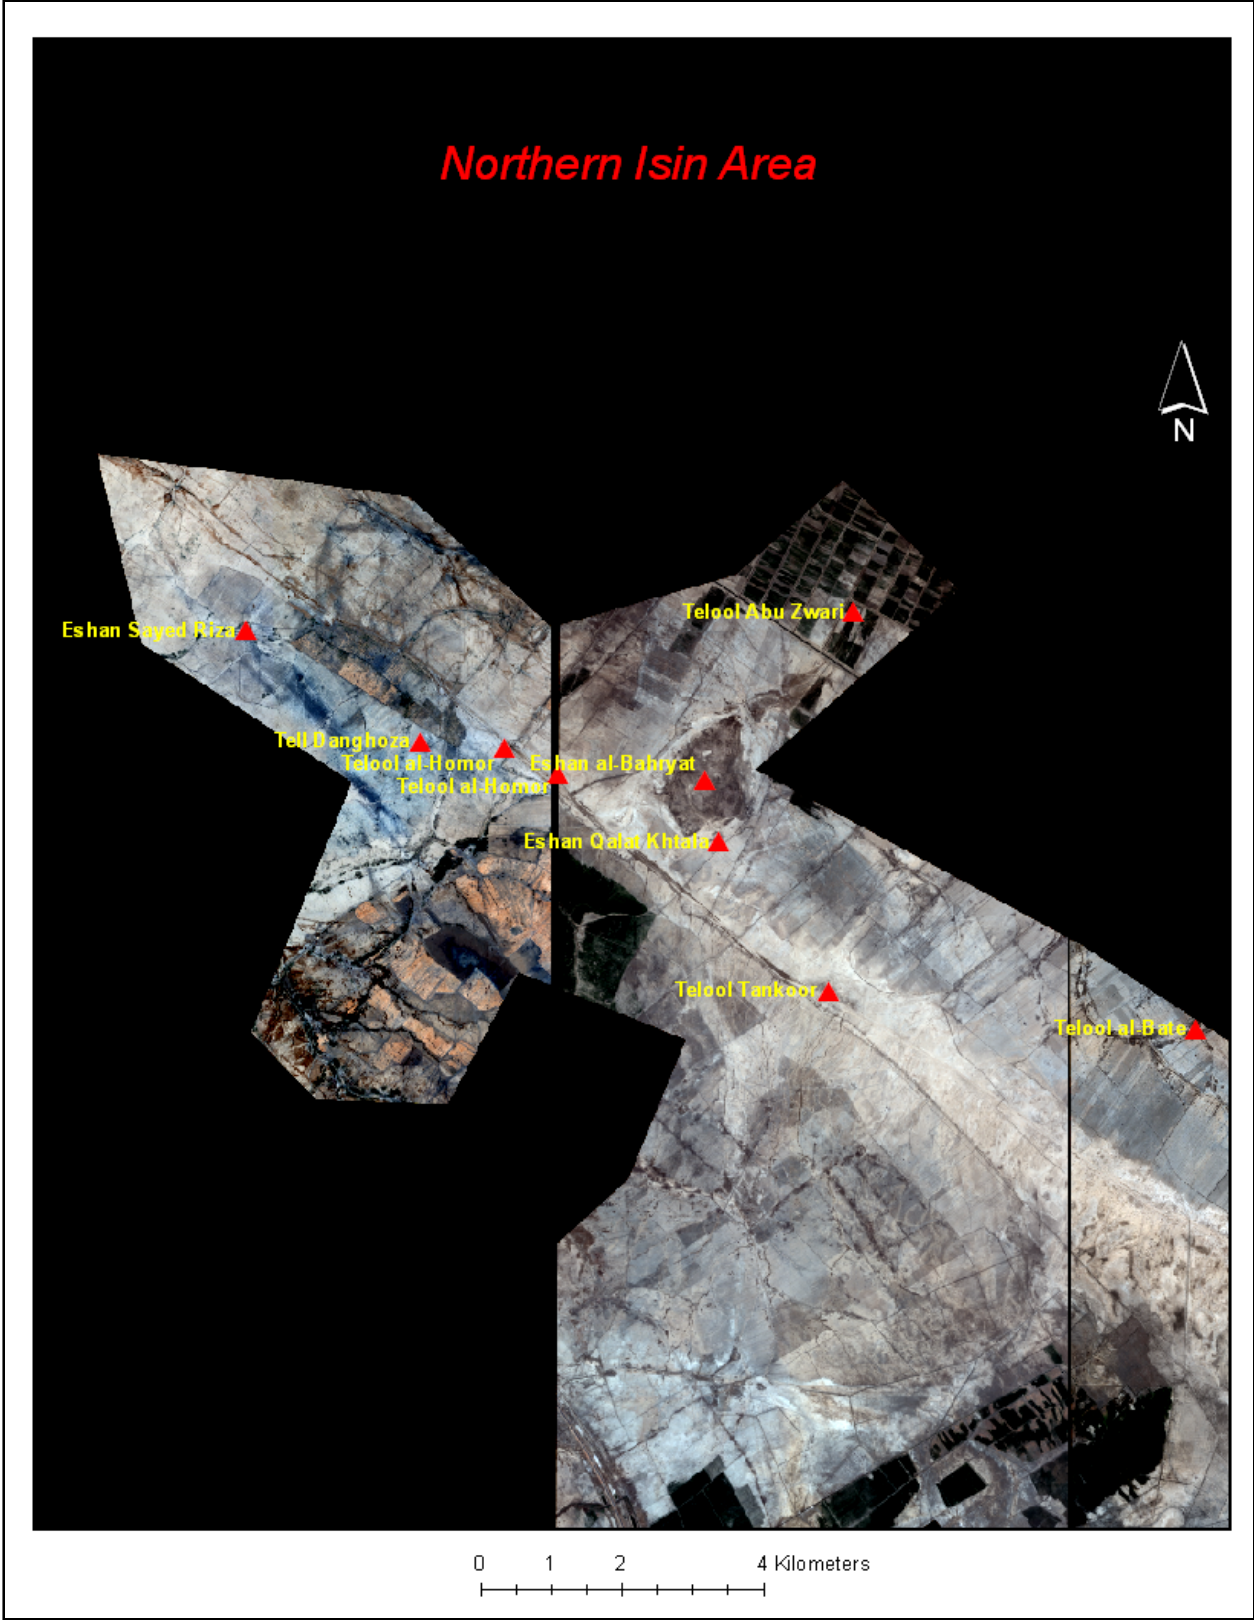 Northern Isin Area
N
Telool Abu Zwari
Eshan Sayed Riza
Tell Danghoza
Telool al-Homor
Eshan al-Bahryat
Telool al-Homor
Eshan Qalat Khtala
Telool Tankoor
Telool al-Bate
0 1 2 4 Kilometers